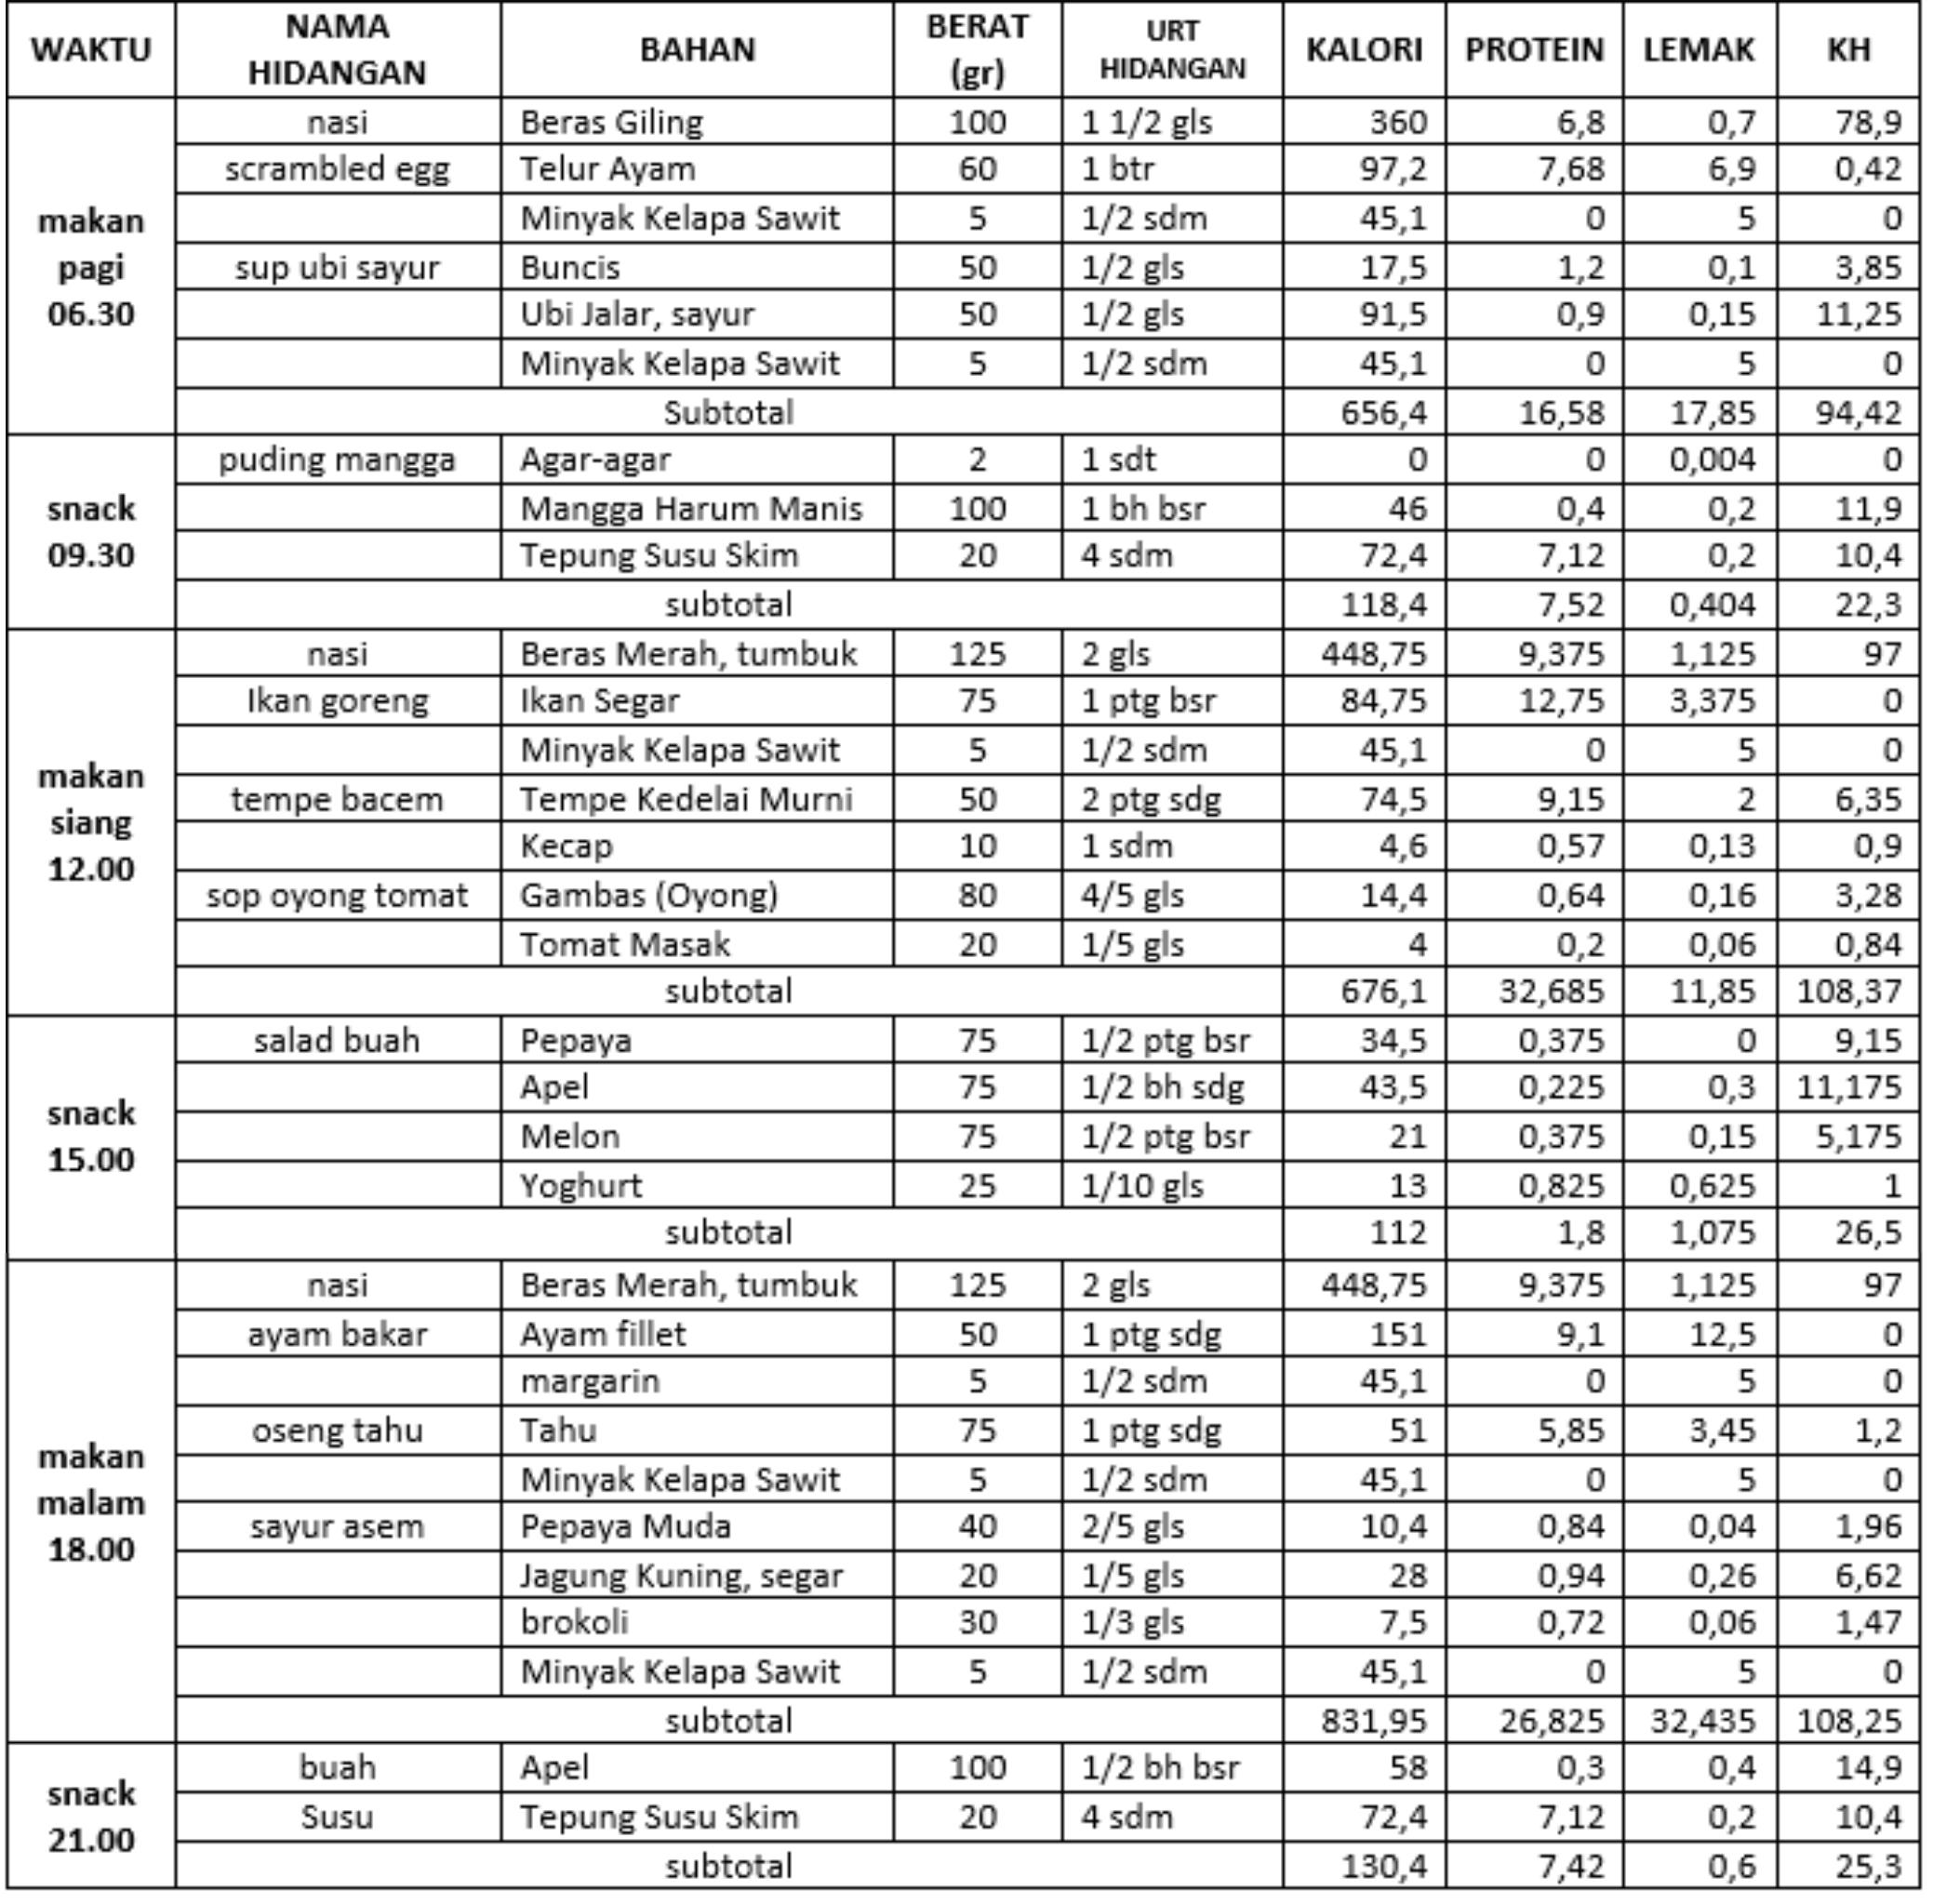 WAKTU NAMA HIDANGAN BAHAN BERAT (gr) URT HIDANGAN KALORI PROTEIN LEMAK KH
makan pagi 06.30
nasi Beras Giling 100 1 1/2 gls 360 6,8 0,7 78,9
scrambled egg Telur Ayam 60 1 btr 97,2 7,68 6,9 0,42
Minyak Kelapa Sawit 5 1/2 sdm 45,1 0 5 0
sup ubi sayur Buncis 50 1/2 gls 17,5 1,2 0,1 3,85
Ubi Jalar, sayur 50 1/2 gls 91,5 0,9 0,15 11,25
Minyak Kelapa Sawit 5 1/2 sdm 45,1 0 5 0
Subtotal 656,4 16,58 17,85 94,42
snack 09.30
puding mangga Agar-agar 2 1 sdt 0 0 0,004 0
Mangga Harum Manis 100 1 bh bsr 46 0,4 0,2 11,9
Tepung Susu Skim 20 4 sdm 72,4 7,12 0,2 10,4
subtotal 118,4 7,52 0,404 22,3
makan siang 12.00
nasi Beras Merah, tumbuk 125 2 gls 448,75 9,375 1,125 97
Ikan goreng Ikan Segar 75 1 ptg bsr 84,75 12,75 3,375 0
Minyak Kelapa Sawit 5 1/2 sdm 45,1 0 5 0
tempe bacem Tempe Kedelai Murni 50 2 ptg sdg 74,5 9,15 2 6,35
Kecap 10 1 sdm 4,6 0,57 0,13 0,9
sop oyong tomat Gambas (Oyong) 80 4/5 gls 14,4 0,64 0,16 3,28
Tomat Masak 20 1/5 gls 4 0,2 0,06 0,84
subtotal 676,1 32,685 11,85 108,37
snack 15.00
salad buah Pepaya 75 1/2 ptg bsr 34,5 0,375 0 9,15
Apel 75 1/2 bh sdg 43,5 0,225 0,3 11,175
Melon 75 1/2 ptg bsr 21 0,375 0,15 5,175
Yoghurt 25 1/10 gls 13 0,825 0,625 1
subtotal 112 1,8 1,075 26,5
makan malam 18.00
nasi Beras Merah, tumbuk 125 2 gls 448,75 9,375 1,125 97
ayam bakar Ayam fillet 50 1 ptg sdg 151 9,1 12,5 0
margarin 5 1/2 sdm 45,1 0 5 0
oseng tahu Tahu 75 1 ptg sdg 51 5,85 3,45 1,2
Minyak Kelapa Sawit 5 1/2 sdm 45,1 0 5 0
sayur asem Pepaya Muda 40 2/5 gls 10,4 0,84 0,04 1,96
Jagung Kuning, segar 20 1/5 gls 28 0,94 0,26 6,62
brokoli 30 1/3 gls 7,5 0,72 0,06 1,47
Minyak Kelapa Sawit 5 1/2 sdm 45,1 0 5 0
subtotal 831,95 26,825 32,435 108,25
snack 21.00
buah Apel 100 1/2 bh bsr 58 0,3 0,4 14,9
Susu Tepung Susu Skim 20 4 sdm 72,4 7,12 0,2 10,4
subtotal 130,4 7,42 0,6 25,3